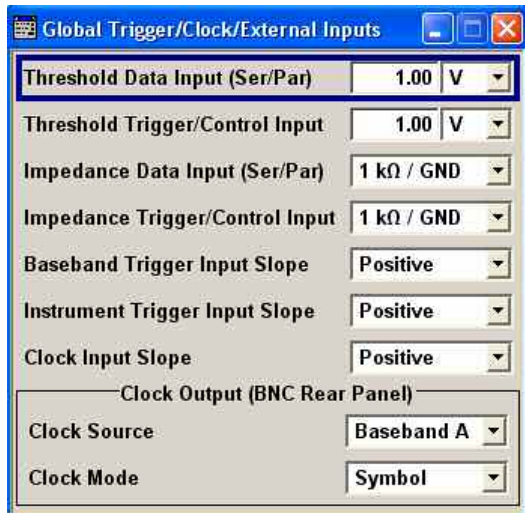 Global Trigger/Clock/External Inputs
Threshold Data Input (Ser/Par) 1.00 V
Threshold Trigger/Control Input 1.00 V
Impedance Data Input (Ser/Par) 1 kΩ / GND
Impedance Trigger/Control Input 1 kΩ / GND
Baseband Trigger Input Slope Positive
Instrument Trigger Input Slope Positive
Clock Input Slope Positive
Clock Output (BNC Rear Panel)
Clock Source Baseband A
Clock Mode Symbol